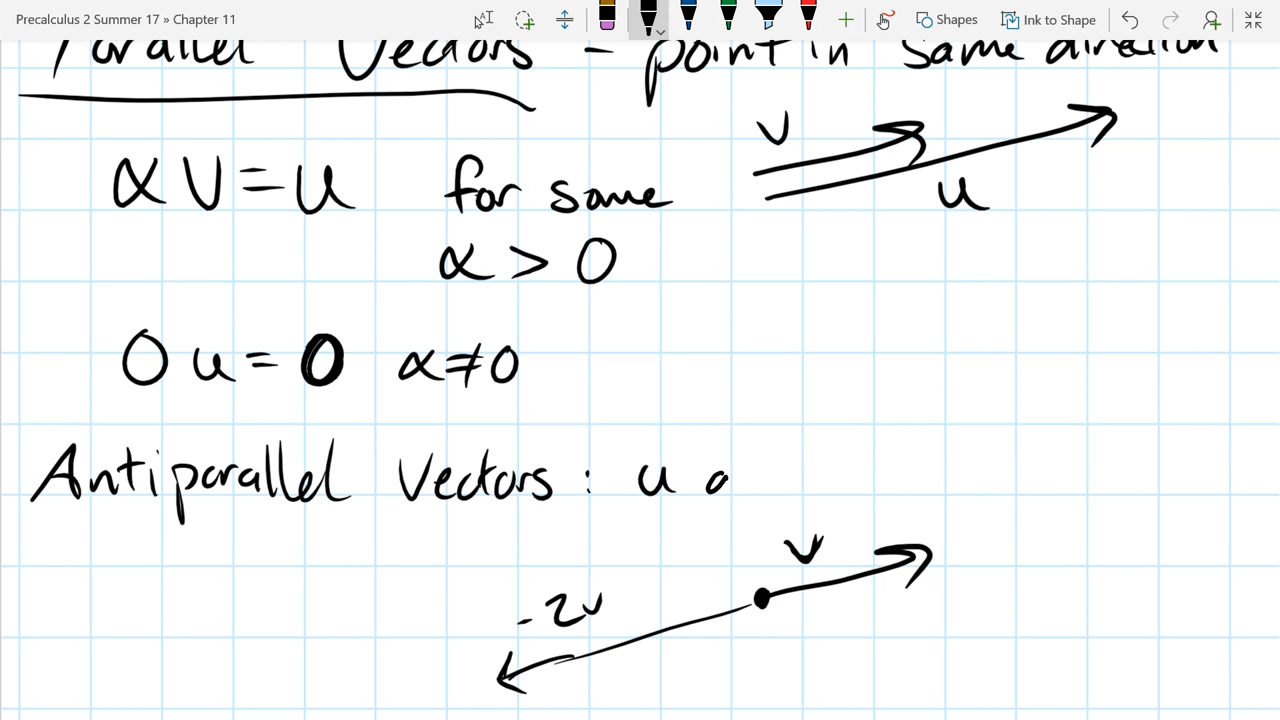 Precalculus 2 Summer 17 » Chapter 11
Shapes
Ink to Shape
Parallel Vectors - point in same direction
V
αV=u for some
u
α > 0
0u=0 α≠0
Antiparallel Vectors: u a
v
-2v